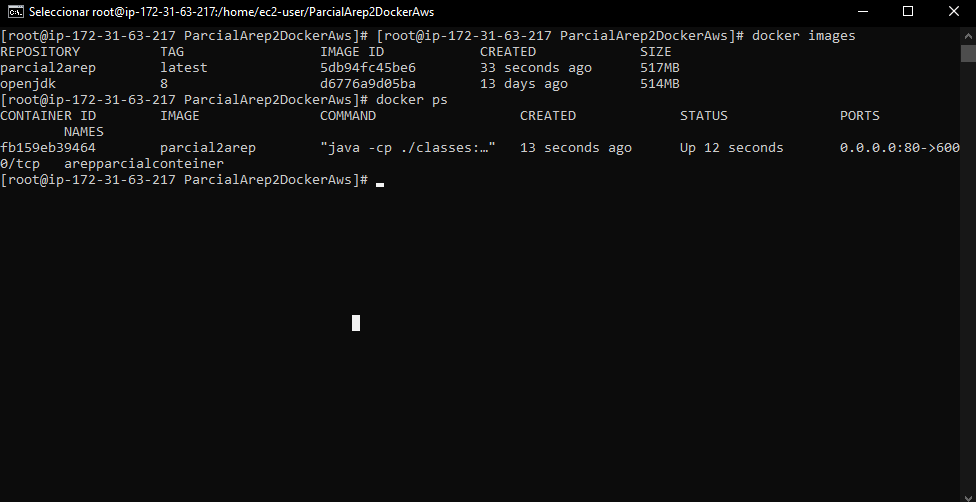 Seleccionar root@ip-172-31-63-217:/home/ec2-user/ParcialArep2DockerAws
[root@ip-172-31-63-217 ParcialArep2DockerAws]# [root@ip-172-31-63-217 ParcialArep2DockerAws]# docker images
REPOSITORY          TAG                 IMAGE ID            CREATED             SIZE
parcial2arep        latest              5db94fc45be6        33 seconds ago      517MB
openjdk             8                   d6776a9d05ba        13 days ago         514MB
[root@ip-172-31-63-217 ParcialArep2DockerAws]# docker ps
CONTAINER ID        IMAGE               COMMAND                  CREATED             STATUS              PORTS
        NAMES
fb159eb39464        parcial2arep        "java -cp ./classes:…"   13 seconds ago      Up 12 seconds       0.0.0.0:80->600
0/tcp   arepparcialconteiner
[root@ip-172-31-63-217 ParcialArep2DockerAws]#